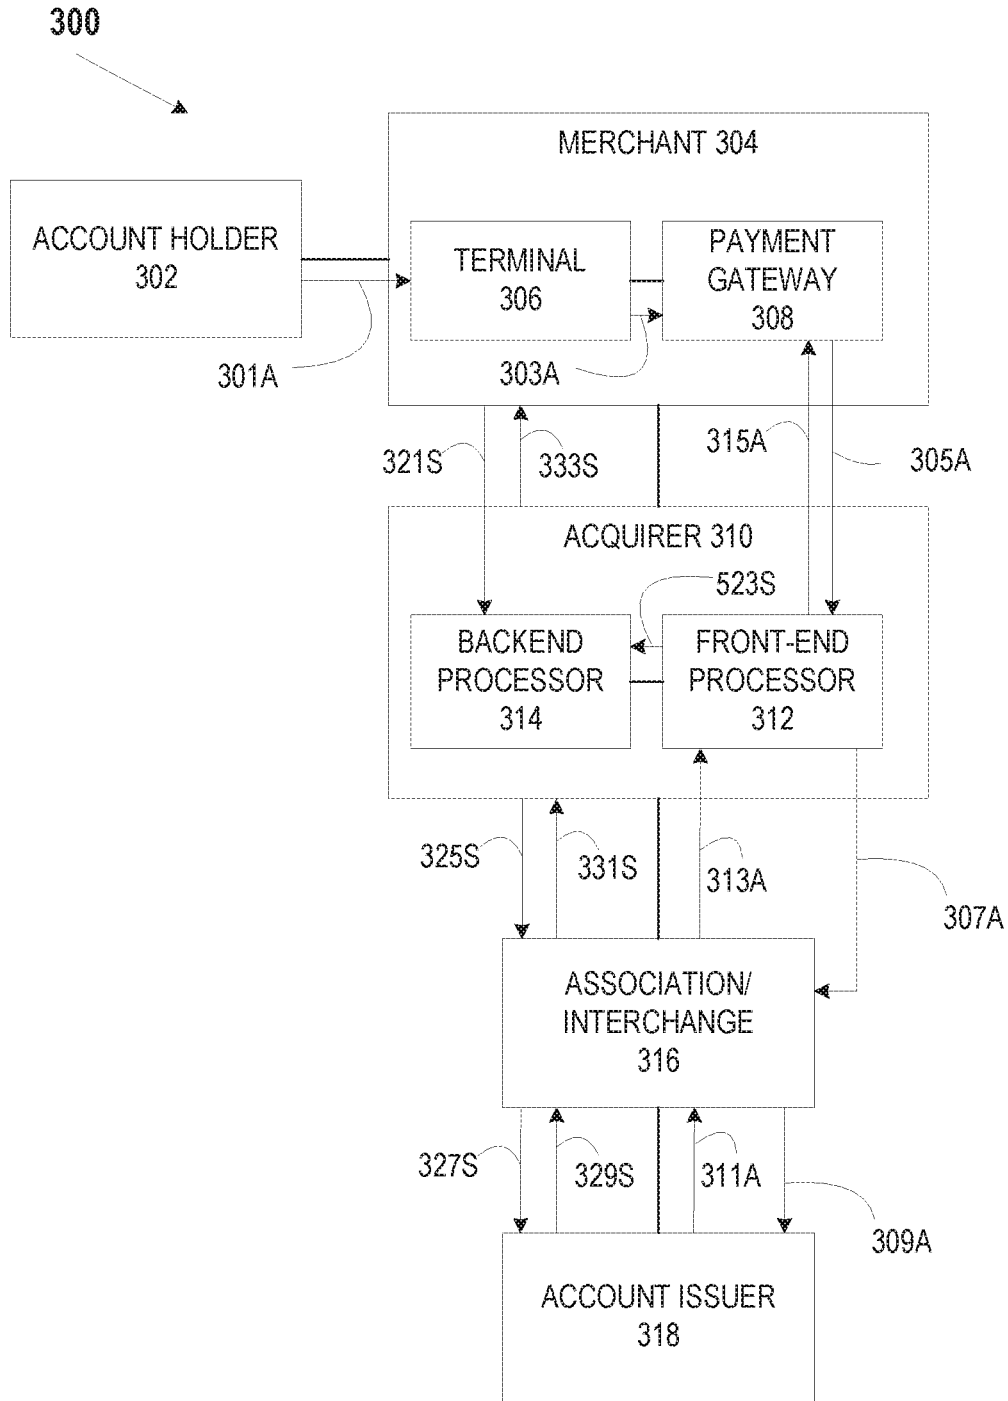 300
MERCHANT 304
ACCOUNT HOLDER
302
TERMINAL
306
PAYMENT
GATEWAY
308
301A
303A
321S
333S
315A
305A
ACQUIRER 310
523S
BACKEND
PROCESSOR
314
FRONT-END
PROCESSOR
312
325S
331S
313A
307A
ASSOCIATION/
INTERCHANGE
316
327S
329S
311A
309A
ACCOUNT ISSUER
318